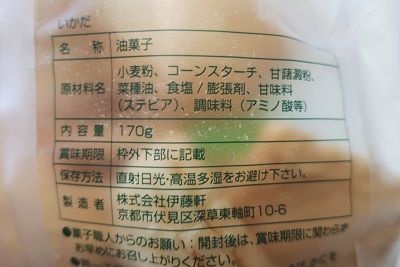 いかだ
名 称 油菓子
原材料名 小麦粉、コーンスターチ、甘藷澱粉、
菜種油、食塩/膨張剤、甘味料
(ステビア)、調味料(アミノ酸等)
内容量 170g
賞味期限 枠外下部に記載
保存方法 直射日光・高温多湿をお避け下さい。
製造者 株式会社伊藤軒
京都市伏見区深草東軸町10-6
●菓子職人からのお願い:開封後は、賞味期限に関わらず
お早めにお召し上がりください。